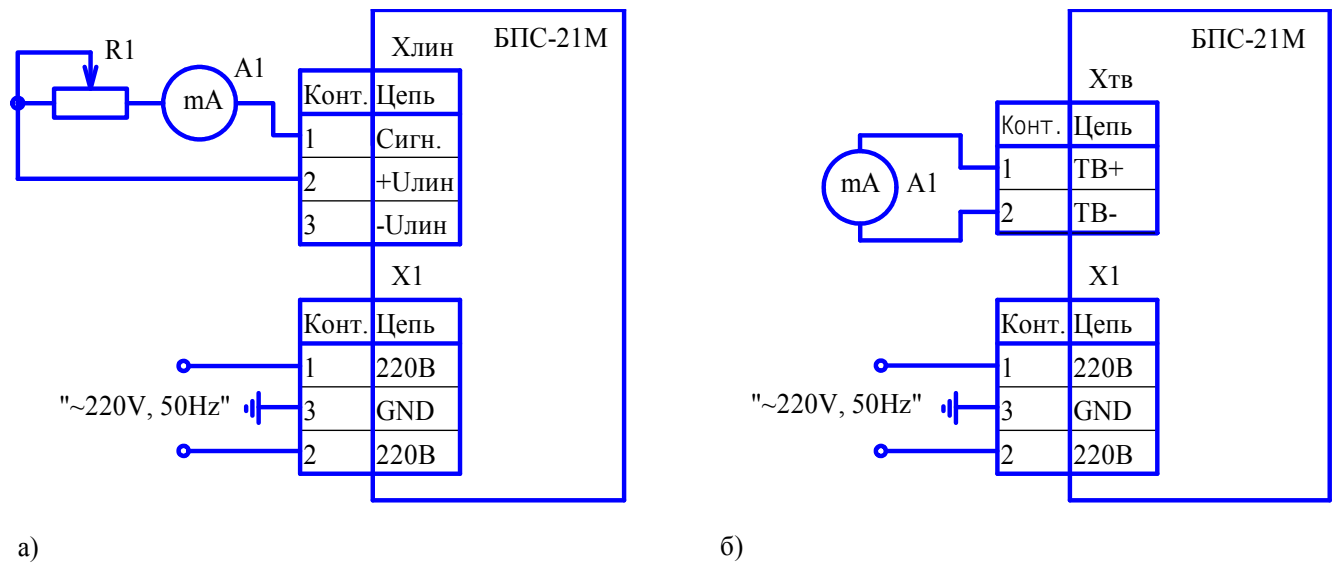 БПС-21М
Xлин
R1
A1
mA
Конт. Цепь
1 Сигн.
2 +Uлин
3 -Uлин
X1
Конт. Цепь
1 220В
"~220V, 50Hz" 3 GND
2 220В
а)
БПС-21М
Xтв
Конт. Цепь
1 ТВ+
mA A1
2 ТВ-
X1
Конт. Цепь
1 220В
"~220V, 50Hz" 3 GND
2 220В
б)